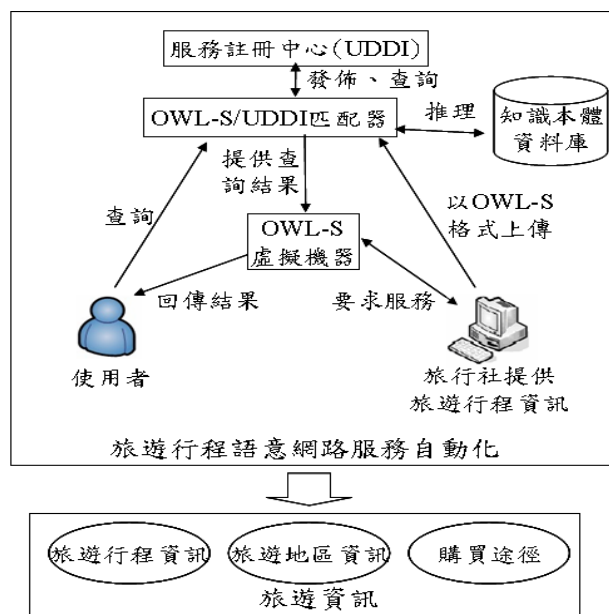 服務註冊中心(UDDI)
發佈、查詢
OWL-S/UDDI匹配器
推理
知識本體
資料庫
提供查
詢結果
查詢
以OWL-S
格式上傳
OWL-S
虛擬機器
回傳結果
要求服務
使用者
旅行社提供
旅遊行程資訊
旅遊行程語意網路服務自動化
旅遊行程資訊
旅遊地區資訊
購買途徑
旅遊資訊